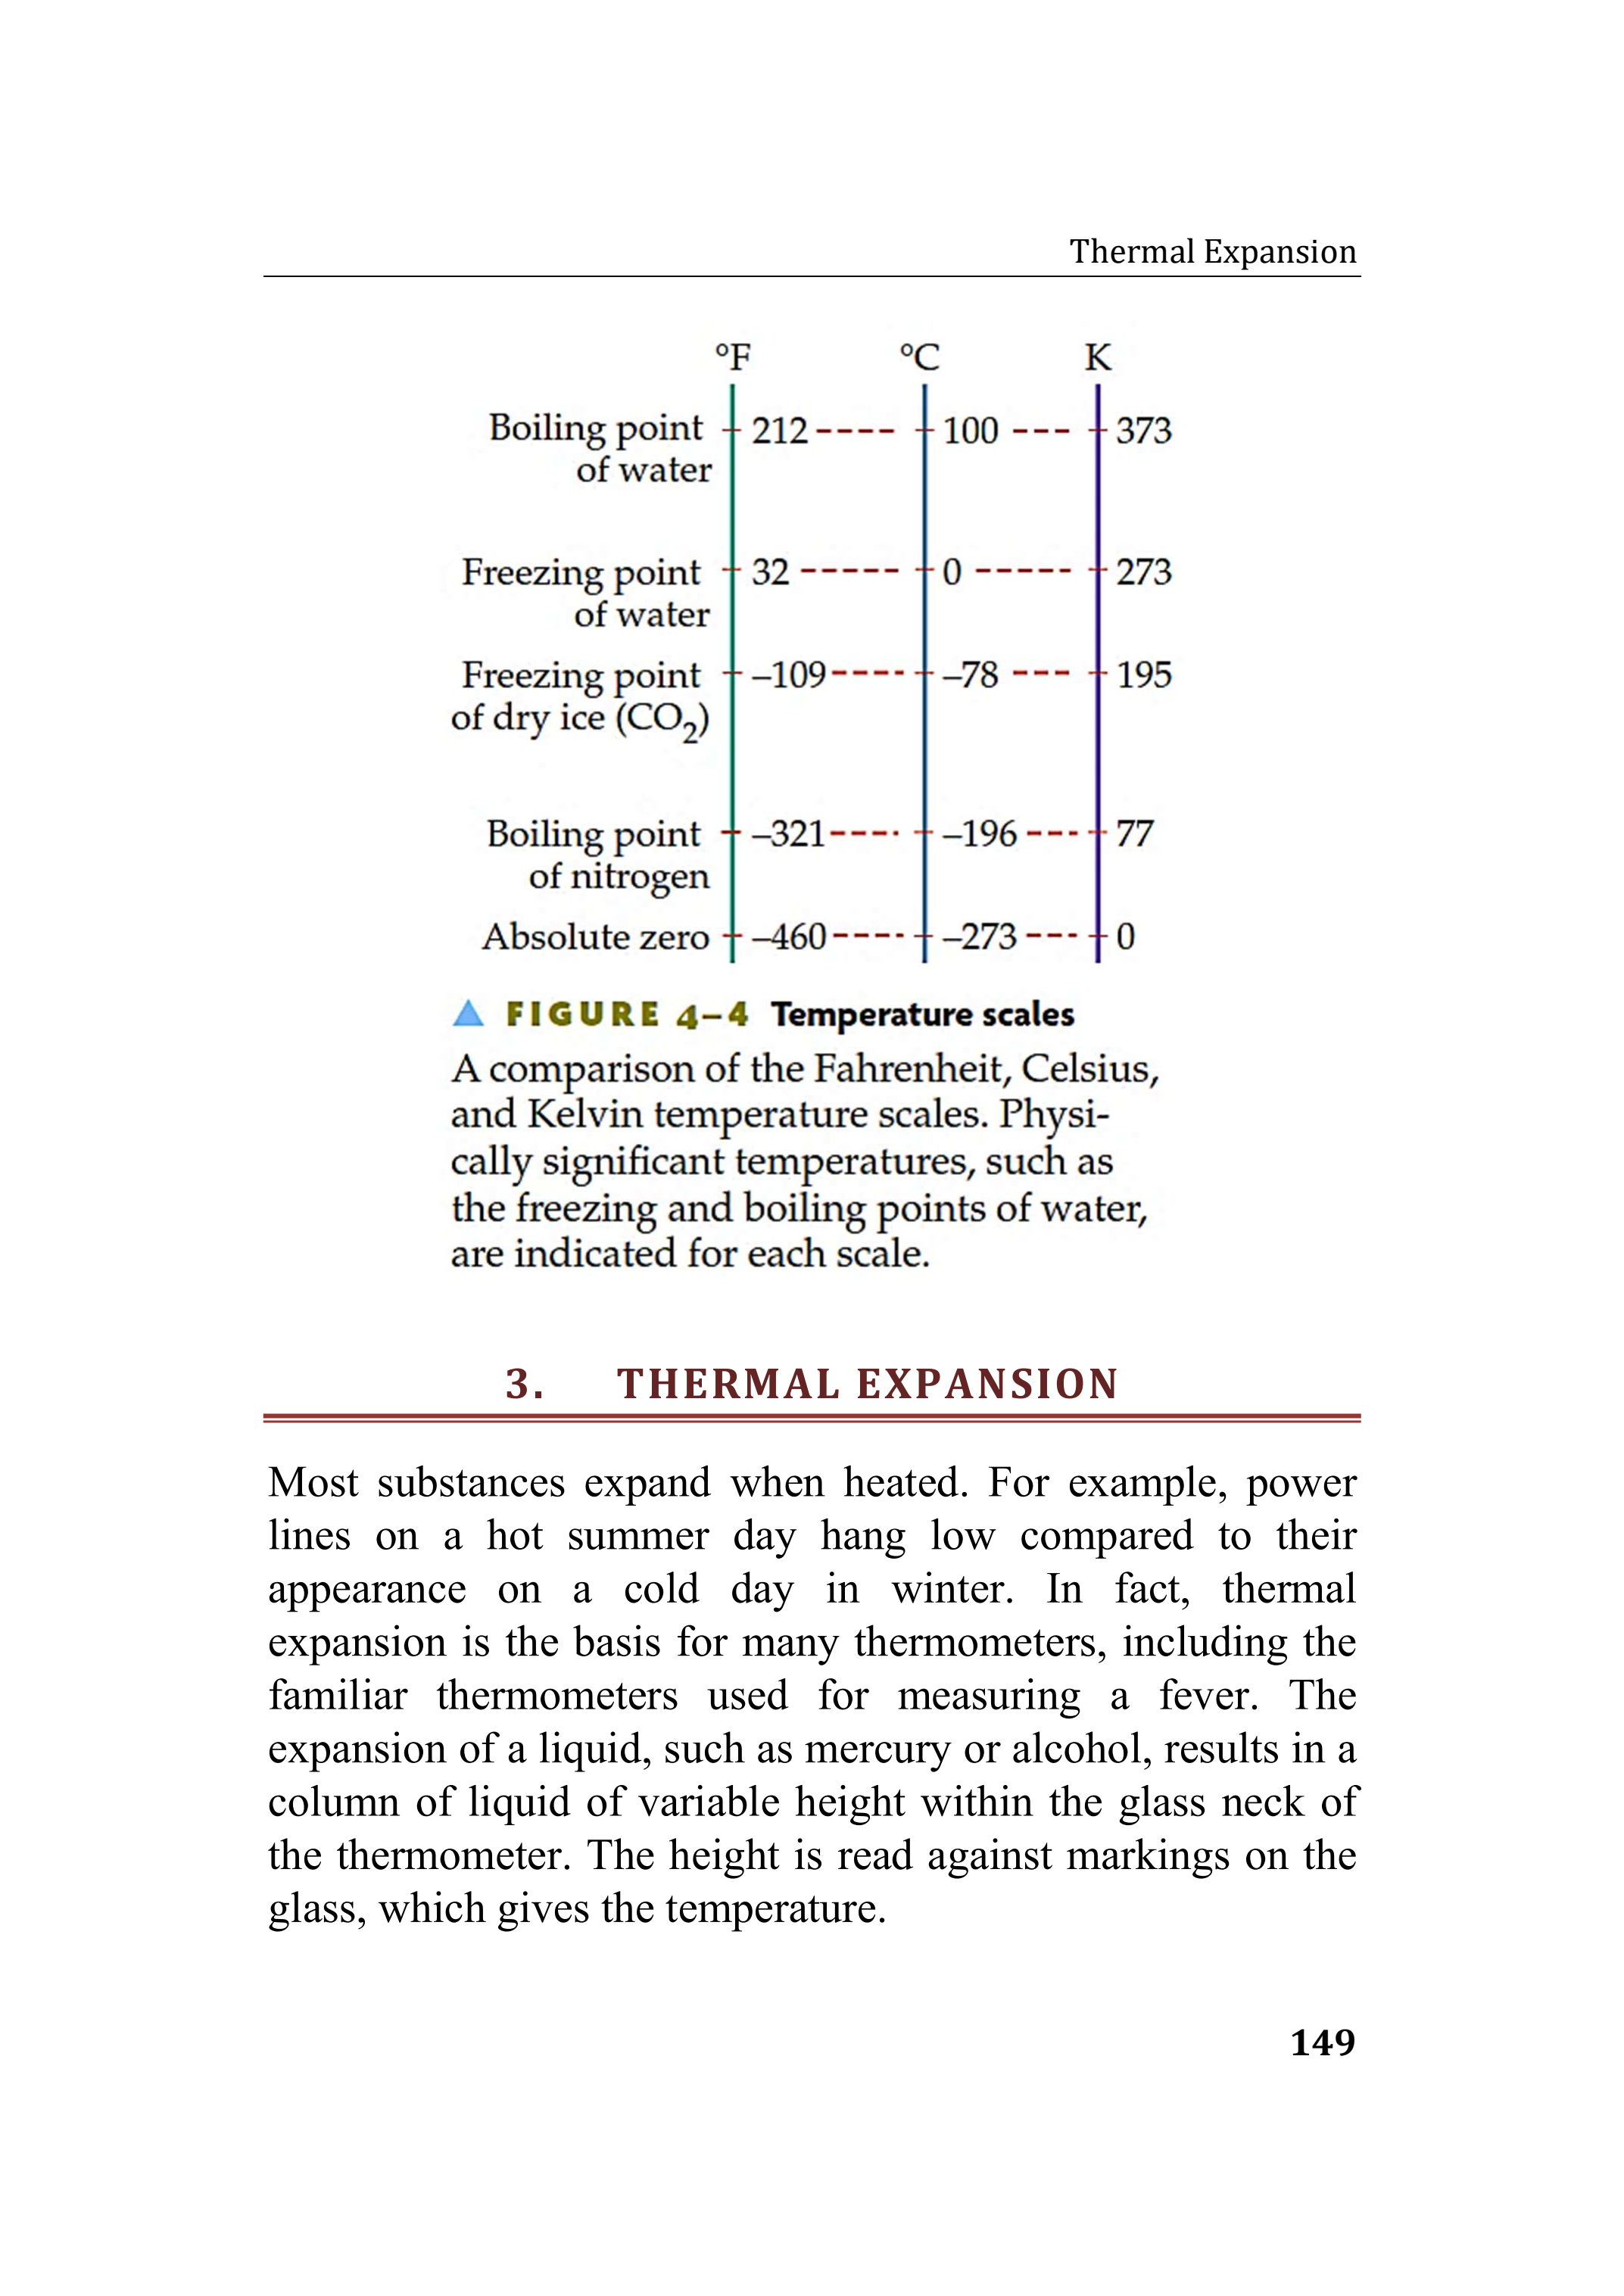 Thermal Expansion
°F °C K
Boiling point 212 100 373
of water
Freezing point 32 0 273
of water
Freezing point –109 –78 195
of dry ice (CO₂)
Boiling point –321 –196 77
of nitrogen
Absolute zero –460 –273 0
FIGURE 4–4 Temperature scales
A comparison of the Fahrenheit, Celsius,
and Kelvin temperature scales. Physi-
cally significant temperatures, such as
the freezing and boiling points of water,
are indicated for each scale.
3. THERMAL EXPANSION
Most substances expand when heated. For example, power
lines on a hot summer day hang low compared to their
appearance on a cold day in winter. In fact, thermal
expansion is the basis for many thermometers, including the
familiar thermometers used for measuring a fever. The
expansion of a liquid, such as mercury or alcohol, results in a
column of liquid of variable height within the glass neck of
the thermometer. The height is read against markings on the
glass, which gives the temperature.
149